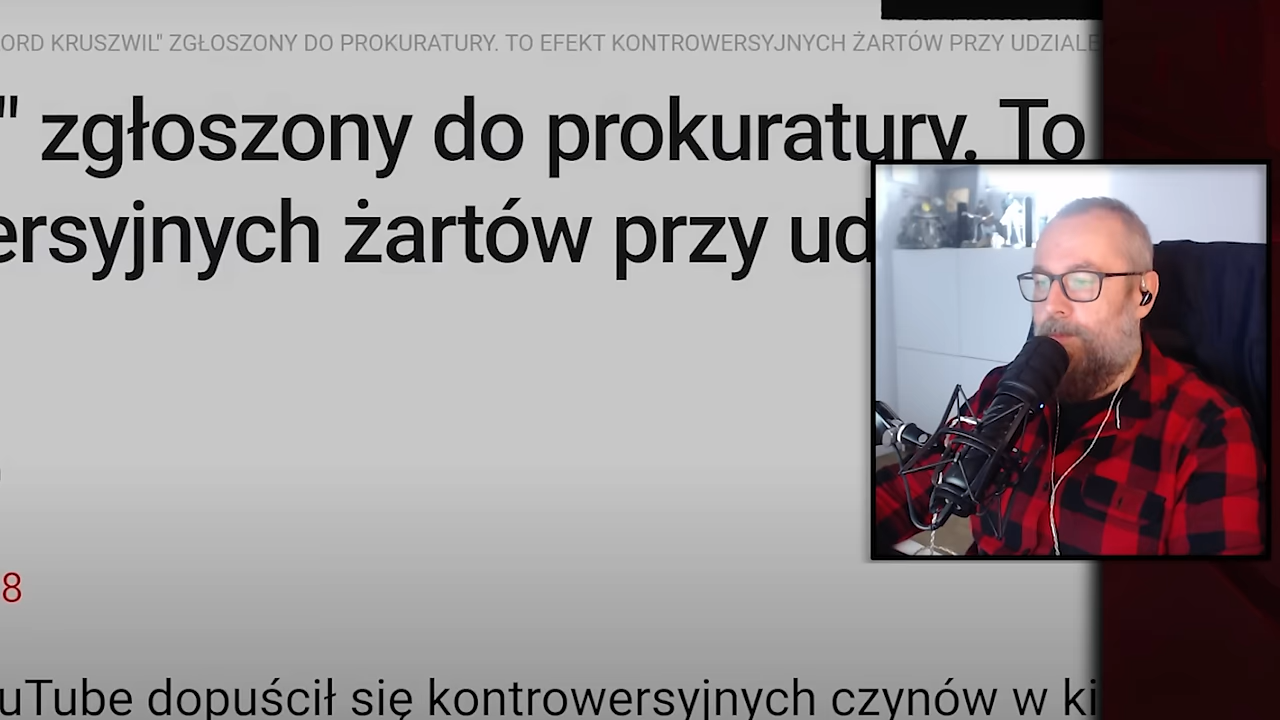 ORD KRUSZWIL" ZGŁOSZONY DO PROKURATURY. TO EFEKT KONTROWERSYJNYCH ŻARTÓW PRZY UDZIALE
" zgłoszony do prokuratury. To
ersyjnych żartów przy ud
8
uTube dopuścił się kontrowersyjnych czynów w ki